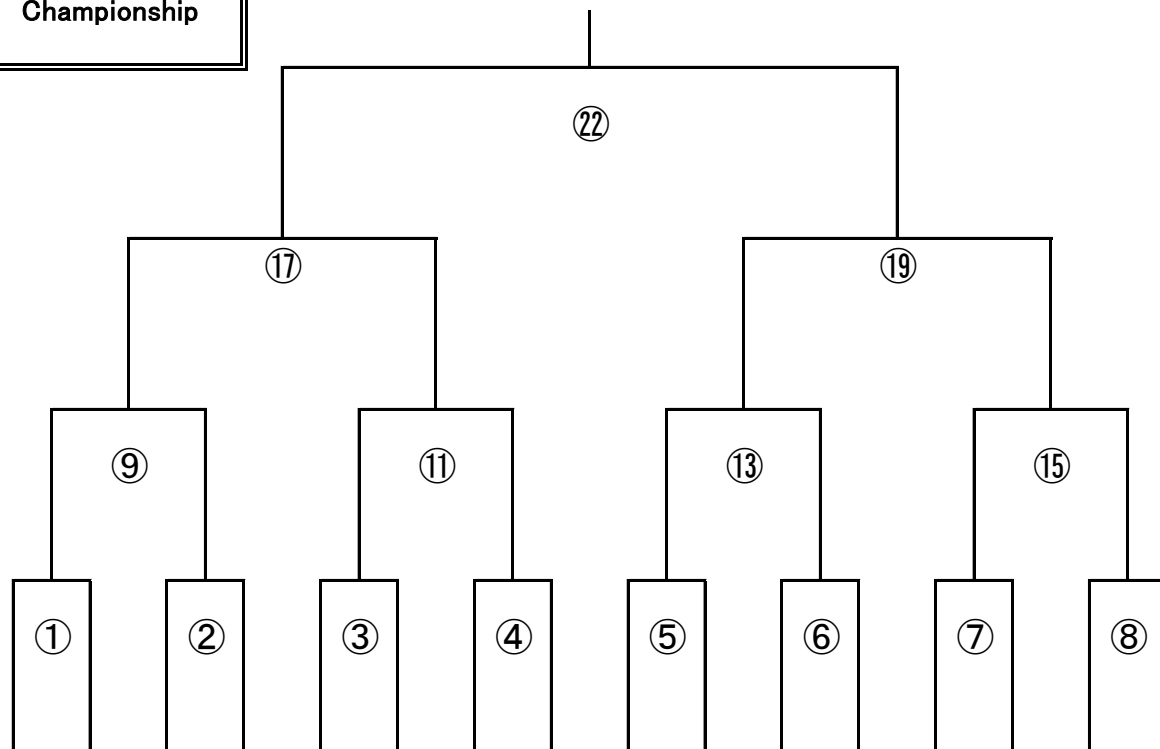 Championship
㉒
⑰ ⑲
⑨ ⑪ ⑬ ⑮
① ② ③ ④ ⑤ ⑥ ⑦ ⑧